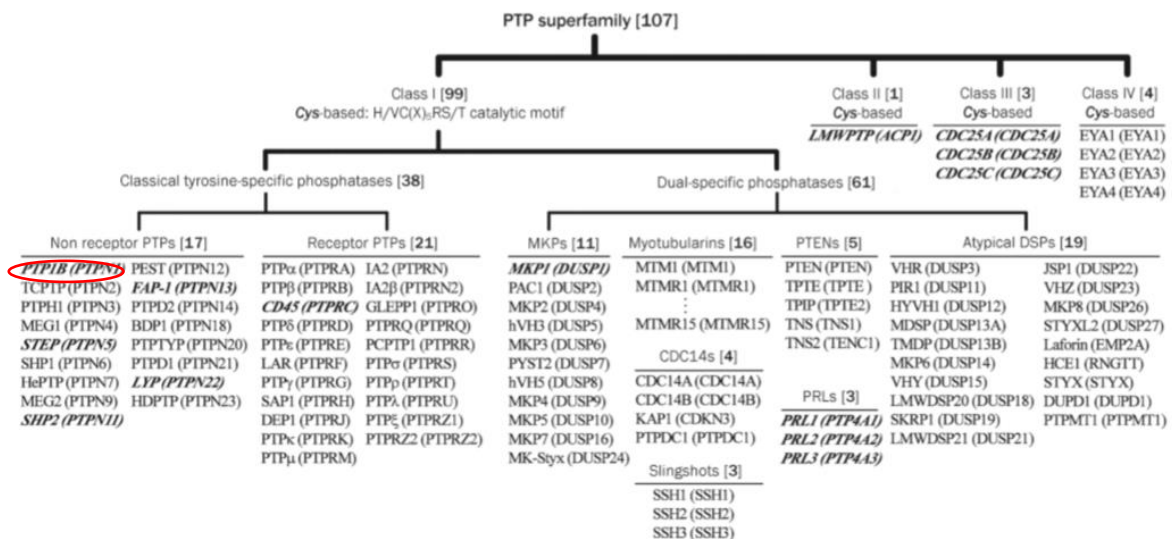 PTP superfamily [107]
Class I [99]
Cys-based: H/VC(X)5RS/T catalytic motif
Class II [1]
Cys-based
LMWPTP (ACP1)
Class III [3]
Cys-based
CDC25A (CDC25A)
CDC25B (CDC25B)
CDC25C (CDC25C)
Class IV [4]
Cys-based
EYA1 (EYA1)
EYA2 (EYA2)
EYA3 (EYA3)
EYA4 (EYA4)
Classical tyrosine-specific phosphatases [38]
Dual-specific phosphatases [61]
Non receptor PTPs [17]
PTP1B (PTPN1)
TCPTP (PTPN2)
PTPH1 (PTPN3)
MEG1 (PTPN4)
STEP (PTPN5)
SHP1 (PTPN6)
HePTP (PTPN7)
MEG2 (PTPN9)
SHP2 (PTPN11)
PEST (PTPN12)
FAP-1 (PTPN13)
PTPD2 (PTPN14)
BDP1 (PTPN18)
PTPTYP (PTPN20)
PTPD1 (PTPN21)
LYP (PTPN22)
HDPTP (PTPN23)
Receptor PTPs [21]
PTPα (PTPRA)
PTPβ (PTPRB)
CD45 (PTPRC)
PTPδ (PTPRD)
PTPε (PTPRE)
LAR (PTPRF)
PTPγ (PTPRG)
SAP1 (PTPRH)
DEP1 (PTPRJ)
PTPκ (PTPRK)
PTPμ (PTPRM)
IA2 (PTPRN)
IA2β (PTPRN2)
GLEPP1 (PTPRO)
PTPRQ (PTPRQ)
PCPTP1 (PTPRR)
PTPσ (PTPRS)
PTPρ (PTPRT)
PTPλ (PTPRU)
PTPξ (PTPRZ1)
PTPRZ2 (PTPRZ2)
MKPs [11]
MKP1 (DUSP1)
PAC1 (DUSP2)
MKP2 (DUSP4)
hVH3 (DUSP5)
MKP3 (DUSP6)
PYST2 (DUSP7)
hVH5 (DUSP8)
MKP4 (DUSP9)
MKP5 (DUSP10)
MKP7 (DUSP16)
MK-Styx (DUSP24)
Myotubularins [16]
MTM1 (MTM1)
MTMR1 (MTMR1)
⋮
MTMR15 (MTMR15)
CDC14s [4]
CDC14A (CDC14A)
CDC14B (CDC14B)
KAP1 (CDKN3)
PTPDC1 (PTPDC1)
Slingshots [3]
SSH1 (SSH1)
SSH2 (SSH2)
SSH3 (SSH3)
PTENs [5]
PTEN (PTEN)
TPTE (TPTE)
TPIP (TPTE2)
TNS (TNS1)
TNS2 (TENC1)
PRLs [3]
PRL1 (PTP4A1)
PRL2 (PTP4A2)
PRL3 (PTP4A3)
Atypical DSPs [19]
VHR (DUSP3)
PIR1 (DUSP11)
HYVH1 (DUSP12)
MDSP (DUSP13A)
TMDP (DUSP13B)
MKP6 (DUSP14)
VHY (DUSP15)
LMWDSP20 (DUSP18)
SKRP1 (DUSP19)
LMWDSP21 (DUSP21)
JSP1 (DUSP22)
VHZ (DUSP23)
MKP8 (DUSP26)
STYXL2 (DUSP27)
Laforin (EMP2A)
HCE1 (RNGTT)
STYX (STYX)
DUPD1 (DUPD1)
PTPMT1 (PTPMT1)